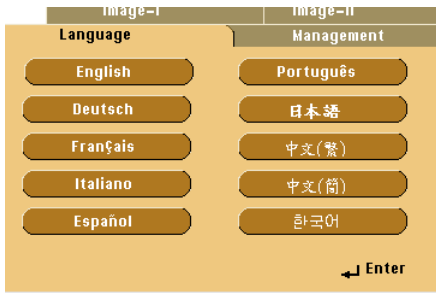 Image-I Image-II
Language Management
English Português
Deutsch 日本語
Français 中文(繁)
Italiano 中文(簡)
Español 한국어
Enter